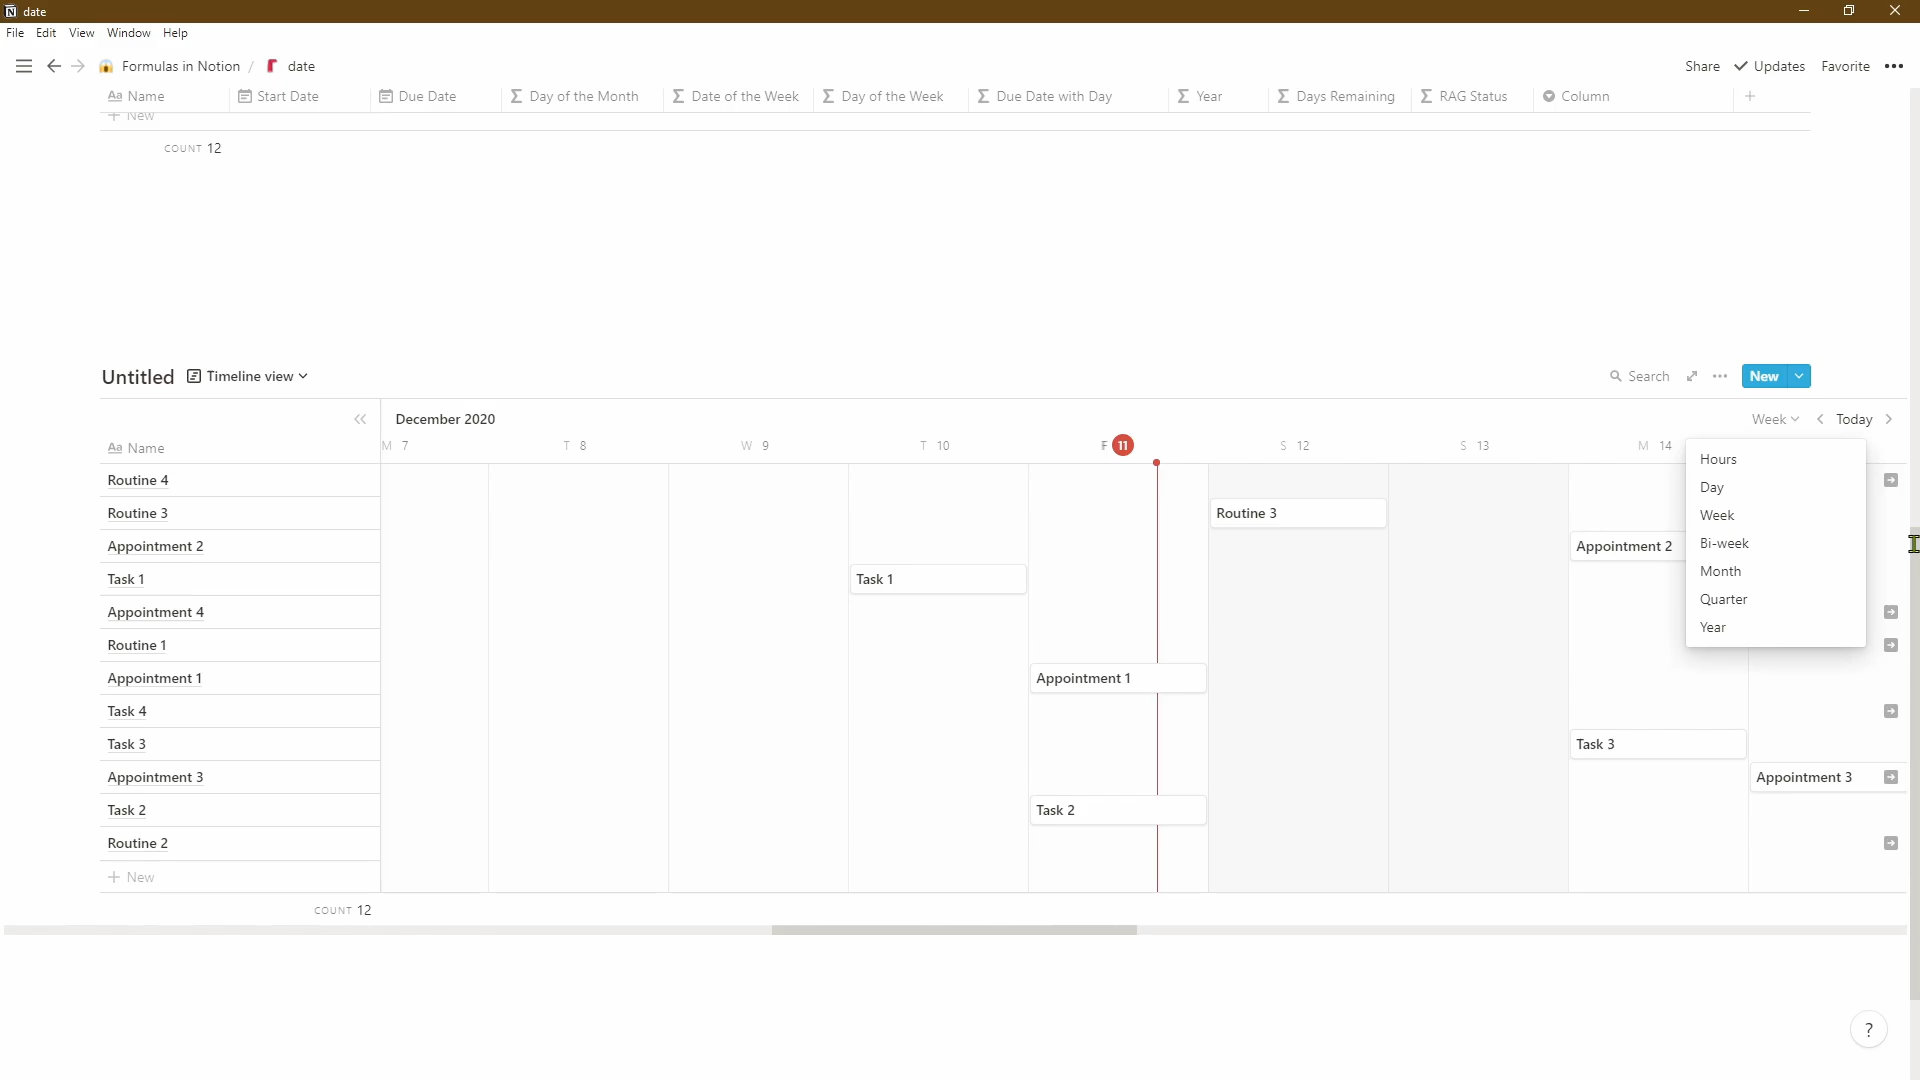 date
File Edit View Window Help
Formulas in Notion / date Share Updates Favorite •••
Aa Name Start Date Due Date Σ Day of the Month Σ Date of the Week Σ Day of the Week Σ Due Date with Day Σ Year Σ Days Remaining Σ RAG Status Column +
+ New
COUNT 12
Untitled Timeline view Search ••• New
December 2020 Week Today
Aa Name M 7 T 8 W 9 T 10 F 11 S 12 S 13 M 14
Hours
Day
Week
Bi-week
Month
Quarter
Year
Routine 4
Routine 3 Routine 3
Appointment 2 Appointment 2
Task 1 Task 1
Appointment 4
Routine 1
Appointment 1 Appointment 1
Task 4
Task 3 Task 3
Appointment 3 Appointment 3
Task 2 Task 2
Routine 2
+ New
COUNT 12
?